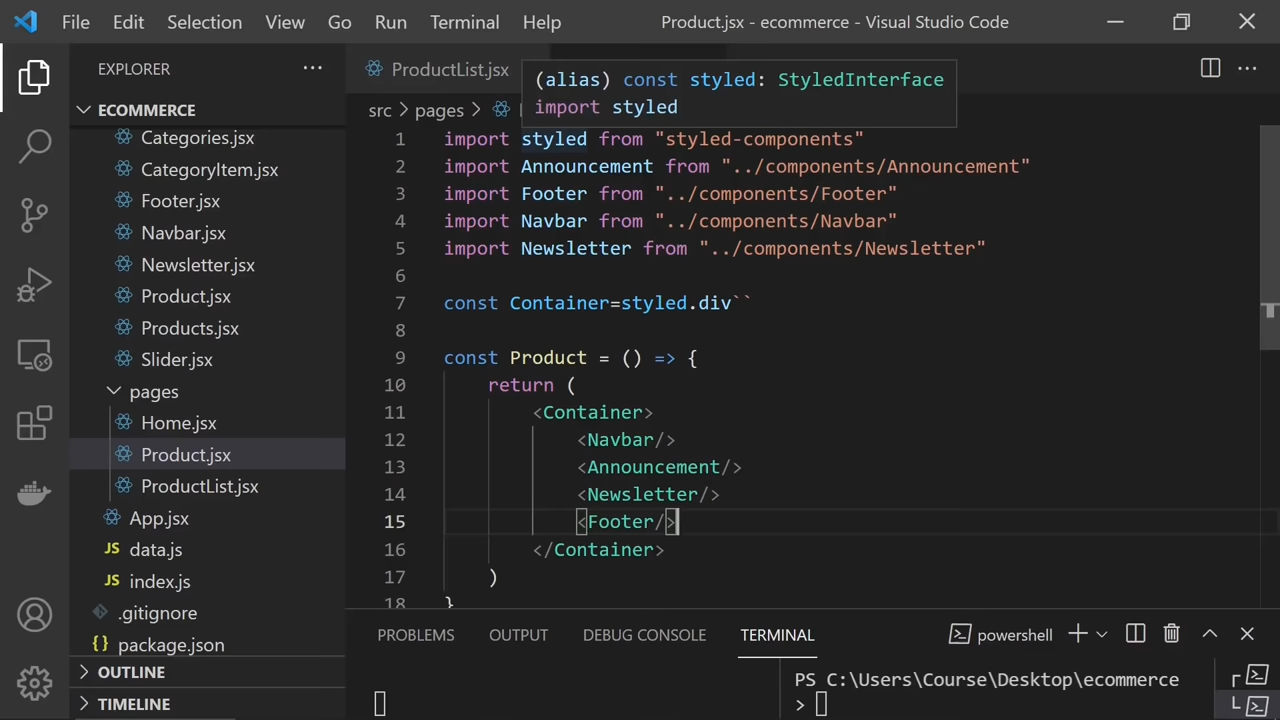 File Edit Selection View Go Run Terminal Help Product.jsx - ecommerce - Visual Studio Code
EXPLORER
ECOMMERCE
Categories.jsx
CategoryItem.jsx
Footer.jsx
Navbar.jsx
Newsletter.jsx
Product.jsx
Products.jsx
Slider.jsx
pages
Home.jsx
Product.jsx
ProductList.jsx
App.jsx
JS data.js
JS index.js
.gitignore
{} package.json
OUTLINE
TIMELINE
ProductList.jsx
(alias) const styled: StyledInterface
import styled
src > pages >
1 import styled from "styled-components"
2 import Announcement from "../components/Announcement"
3 import Footer from "../components/Footer"
4 import Navbar from "../components/Navbar"
5 import Newsletter from "../components/Newsletter"
6
7 const Container=styled.div``
8
9 const Product = () => {
10 return (
11 <Container>
12 <Navbar/>
13 <Announcement/>
14 <Newsletter/>
15 <Footer/>
16 </Container>
17 )
18 }
PROBLEMS OUTPUT DEBUG CONSOLE TERMINAL powershell
PS C:\Users\Course\Desktop\ecommerce
>